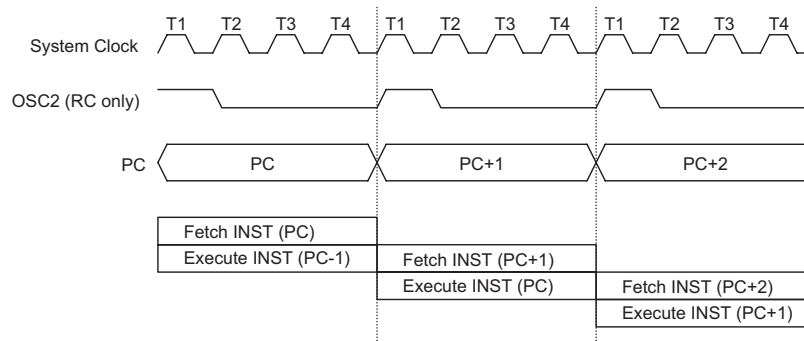 T1 T2 T3 T4 T1 T2 T3 T4 T1 T2 T3 T4
System Clock
OSC2 (RC only)
PC PC PC+1 PC+2
Fetch INST (PC)
Execute INST (PC-1) Fetch INST (PC+1)
Execute INST (PC) Fetch INST (PC+2)
Execute INST (PC+1)